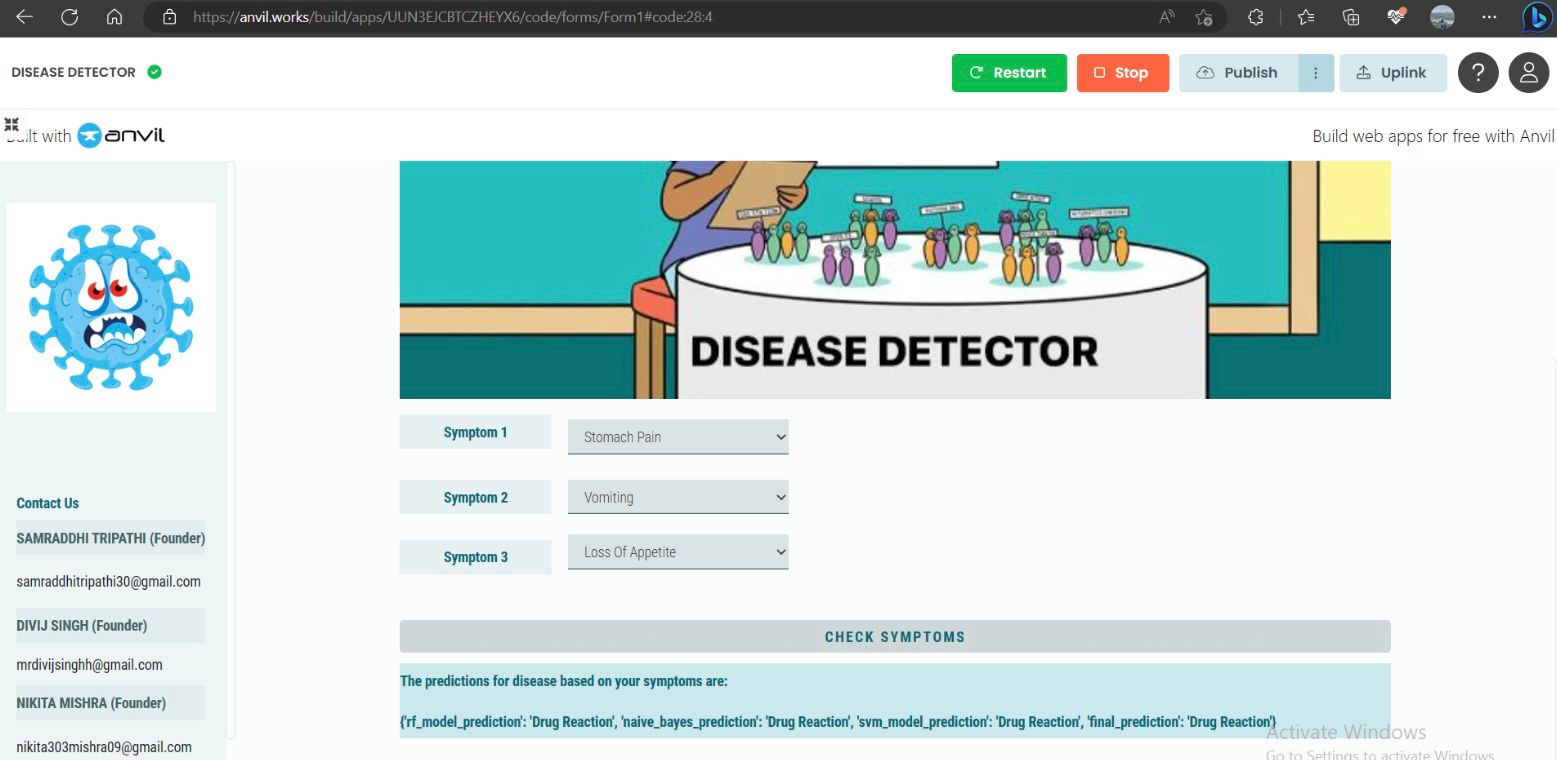 https://anvil.works/build/apps/UUN3EJCBTCZHEYX6/code/forms/Form1#code:28:4
DISEASE DETECTOR
Restart
Stop
Publish
Uplink
?
lt with anvil
Build web apps for free with Anvil
DISEASE DETECTOR
Symptom 1
Stomach Pain
Symptom 2
Vomiting
Symptom 3
Loss Of Appetite
CHECK SYMPTOMS
The predictions for disease based on your symptoms are:
{'rf_model_prediction': 'Drug Reaction', 'naive_bayes_prediction': 'Drug Reaction', 'svm_model_prediction': 'Drug Reaction', 'final_prediction': 'Drug Reaction'}
Contact Us
SAMRADDHI TRIPATHI (Founder)
samraddhitripathi30@gmail.com
DIVIJ SINGH (Founder)
mrdivijsinghh@gmail.com
NIKITA MISHRA (Founder)
nikita303mishra09@gmail.com
Activate Windows
Go to Settings to activate Windows.